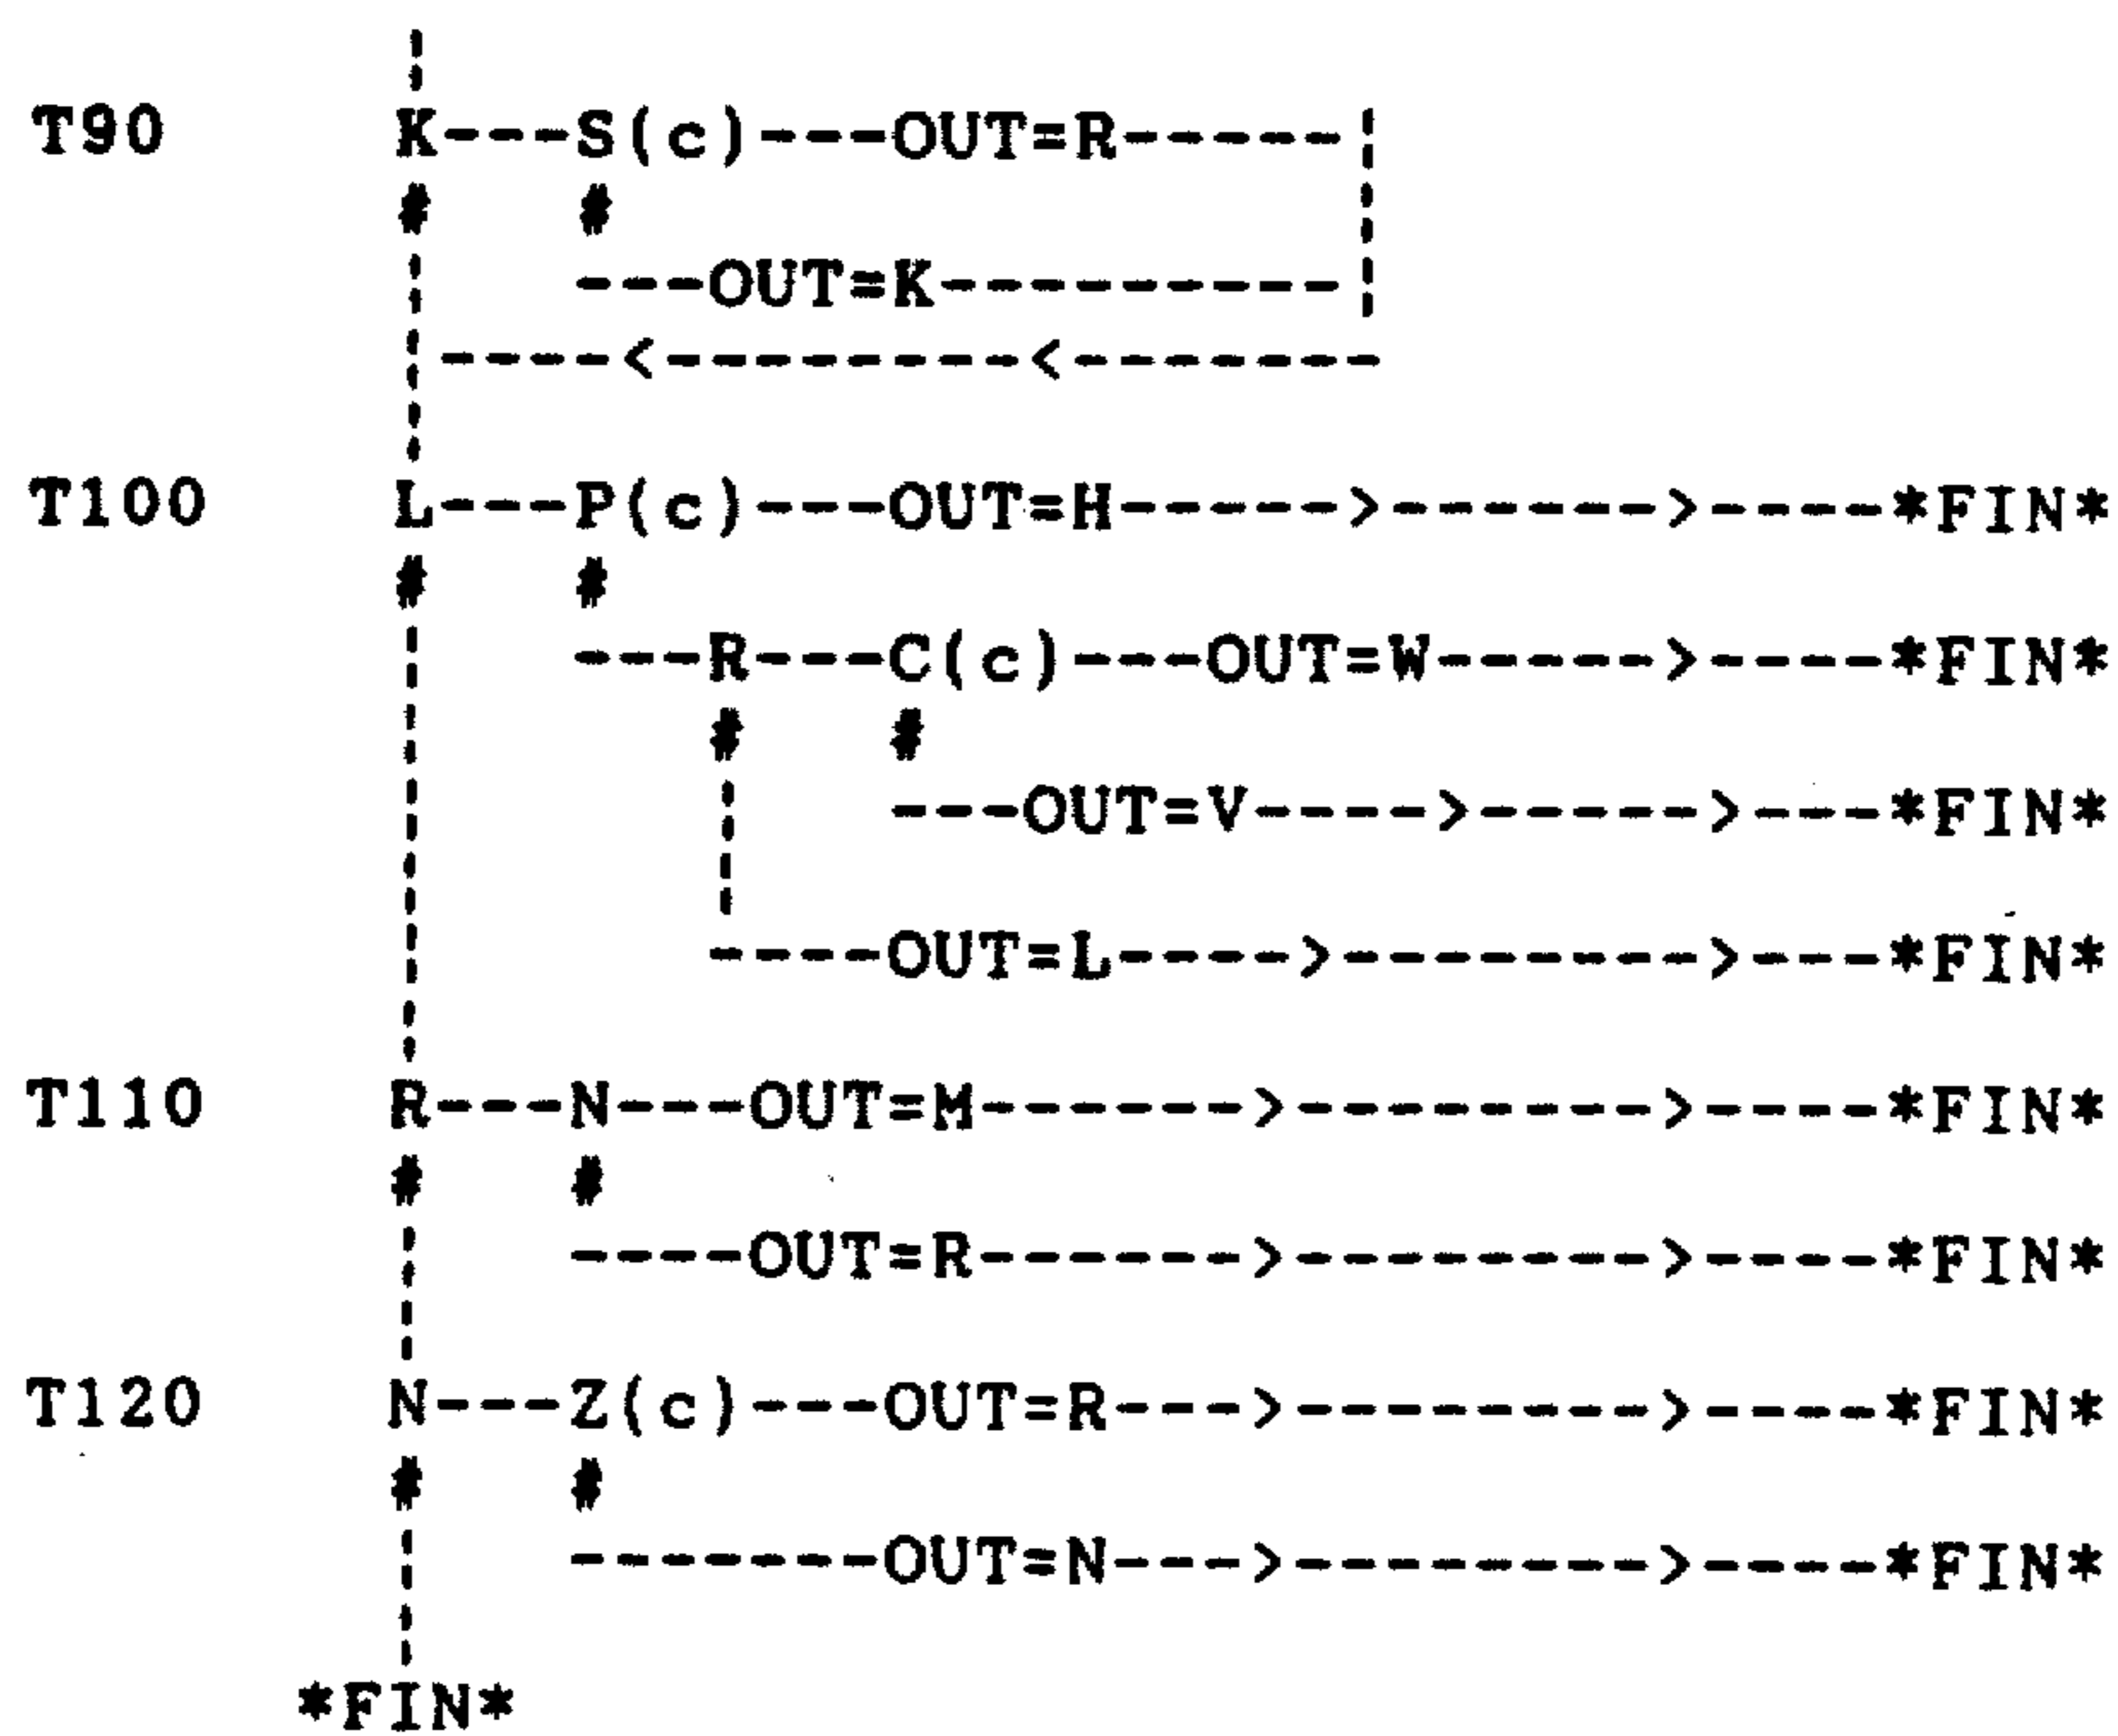 T90 K---S(c)---OUT=R-----
# #
---OUT=K---------
----<--------<-------
T100 L---P(c)---OUT=H----->------>----*FIN*
# #
---R---C(c)---OUT=W----->----*FIN*
# #
---OUT=V---->----->---*FIN*
----OUT=L---->-------->---*FIN*
T110 R---N---OUT=M------>-------->----*FIN*
# #
----OUT=R------>-------->----*FIN*
T120 N---Z(c)---OUT=R--->-------->----*FIN*
# #
-------OUT=N--->-------->----*FIN*
*FIN*